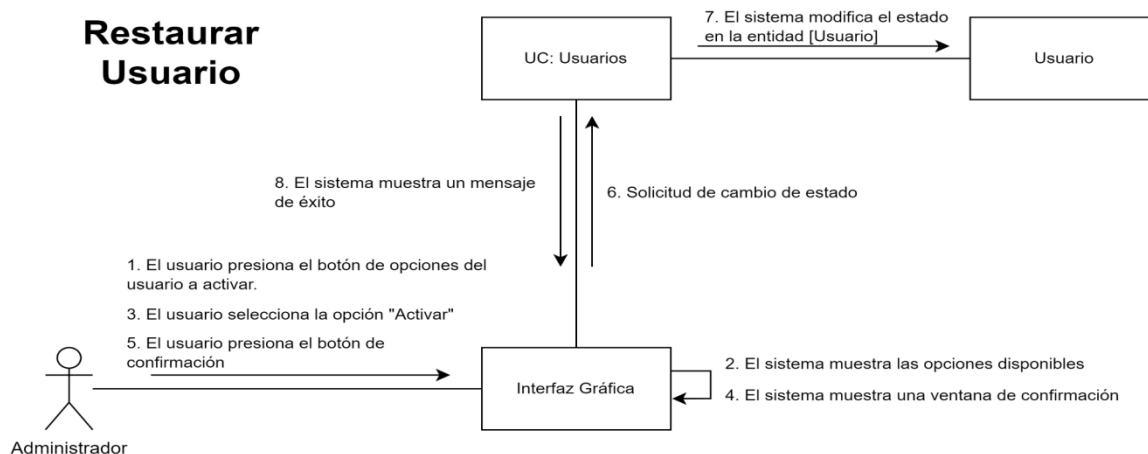 Restaurar
Usuario
UC: Usuarios
7. El sistema modifica el estado
en la entidad [Usuario]
Usuario
8. El sistema muestra un mensaje
de éxito
6. Solicitud de cambio de estado
1. El usuario presiona el botón de opciones del
usuario a activar.
3. El usuario selecciona la opción "Activar"
5. El usuario presiona el botón de
confirmación
Interfaz Gráfica
2. El sistema muestra las opciones disponibles
4. El sistema muestra una ventana de confirmación
Administrador